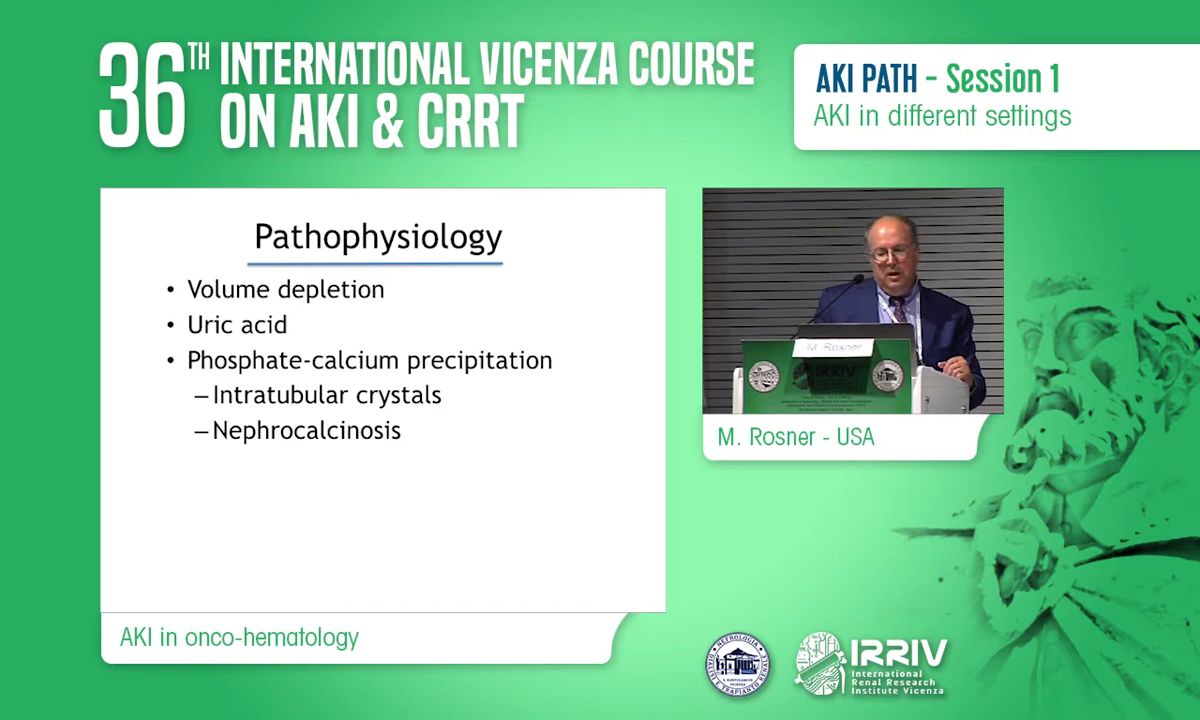 36TH INTERNATIONAL VICENZA COURSE
ON AKI & CRRT
AKI PATH - Session 1
AKI in different settings
Pathophysiology
• Volume depletion
• Uric acid
• Phosphate-calcium precipitation
– Intratubular crystals
– Nephrocalcinosis
M. Rosner
IRRIV
M. Rosner - USA
AKI in onco-hematology
IRRIV
International
Renal Research
Institute Vicenza